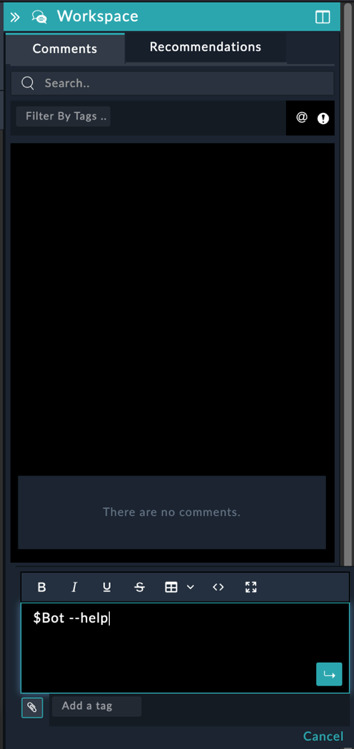 Workspace
Comments
Recommendations
Search..
Filter By Tags ..
@
There are no comments.
B I U S
$Bot --help
Add a tag
Cancel